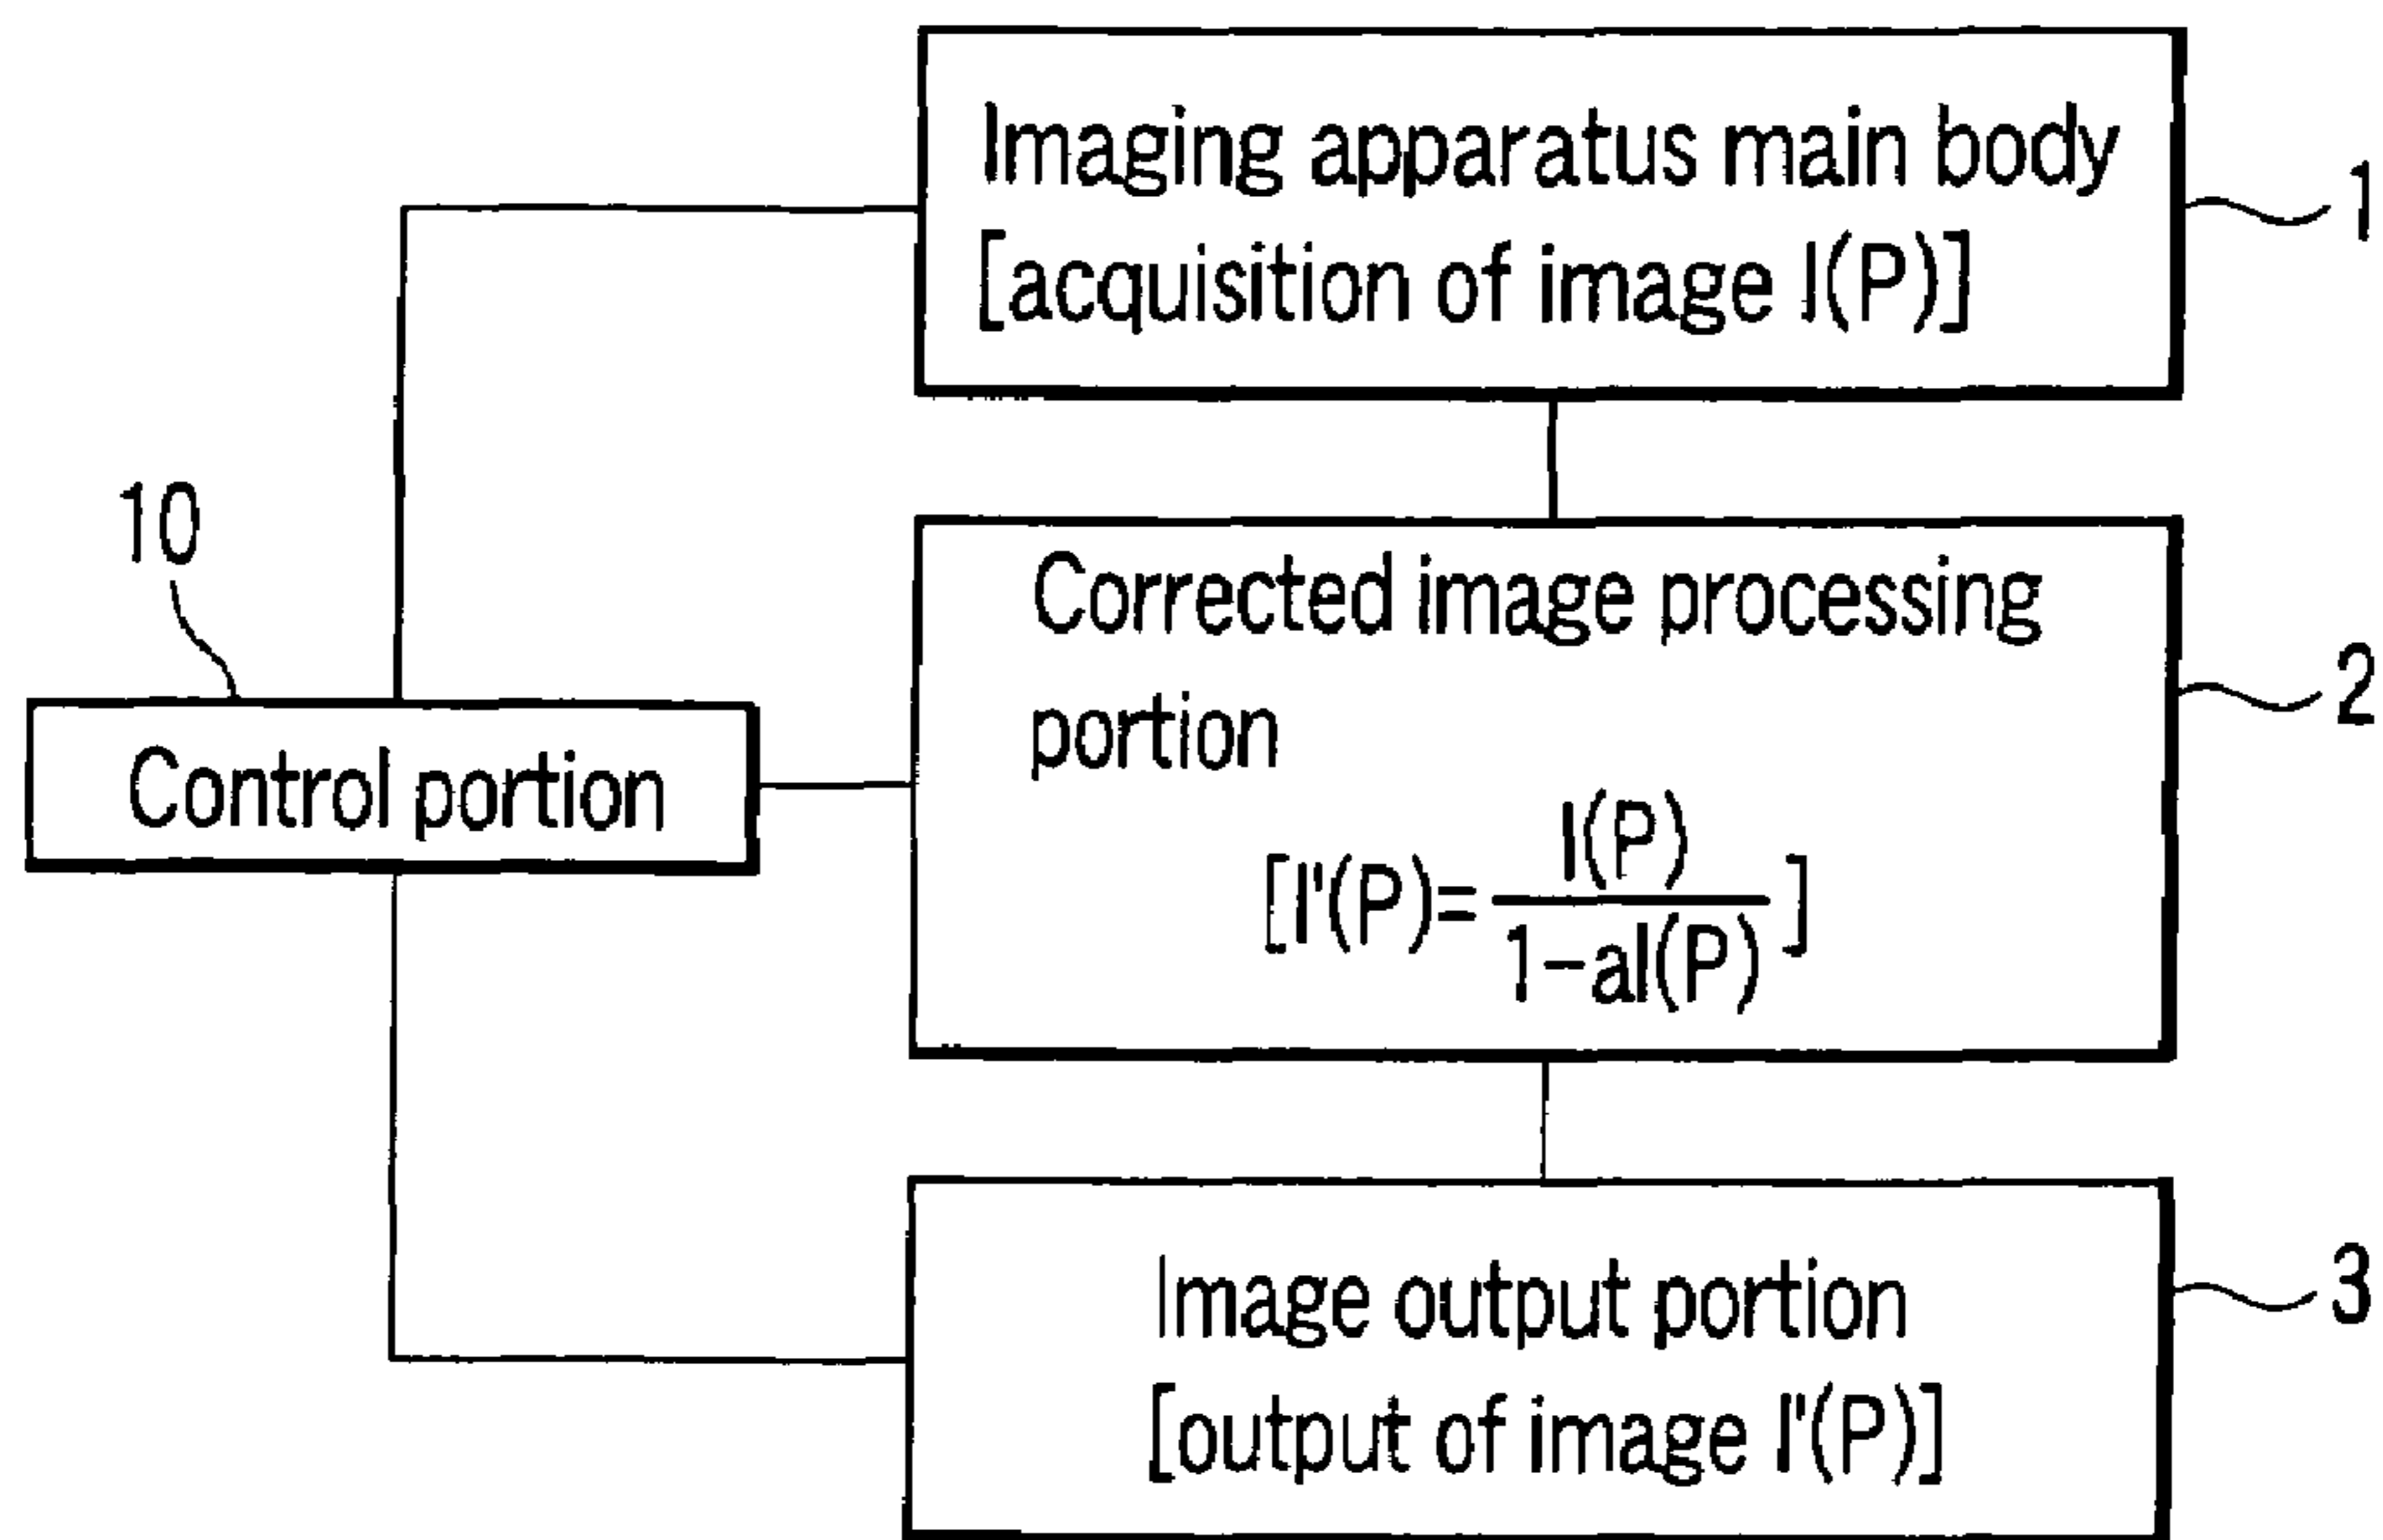 Imaging apparatus main body
[acquisition of image I(P)]
1
10
Control portion
Corrected image processing
portion
[I'(P)=I(P)/1-aI(P)]
2
Image output portion
[output of image I'(P)]
3